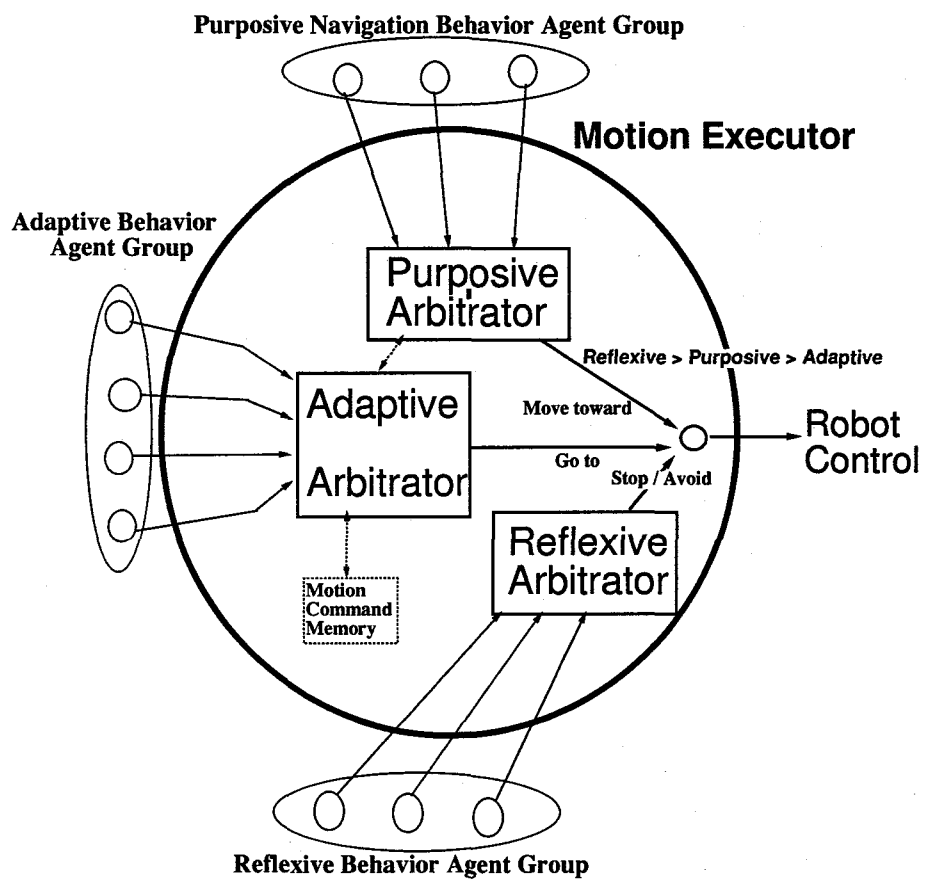 Purposive Navigation Behavior Agent Group
Motion Executor
Adaptive Behavior
Agent Group
Purposive
Arbitrator
Reflexive > Purposive > Adaptive
Adaptive
Arbitrator
Move toward
Go to
Robot
Control
Stop / Avoid
Reflexive
Arbitrator
Motion
Command
Memory
Reflexive Behavior Agent Group